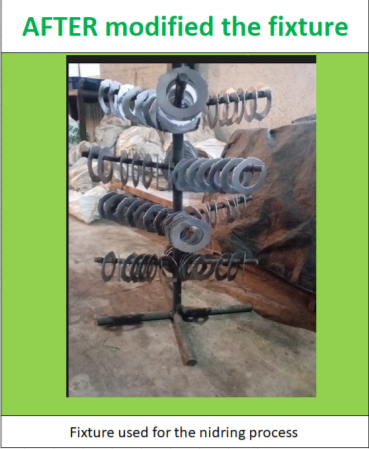 AFTER modified the fixture
Fixture used for the nidring process